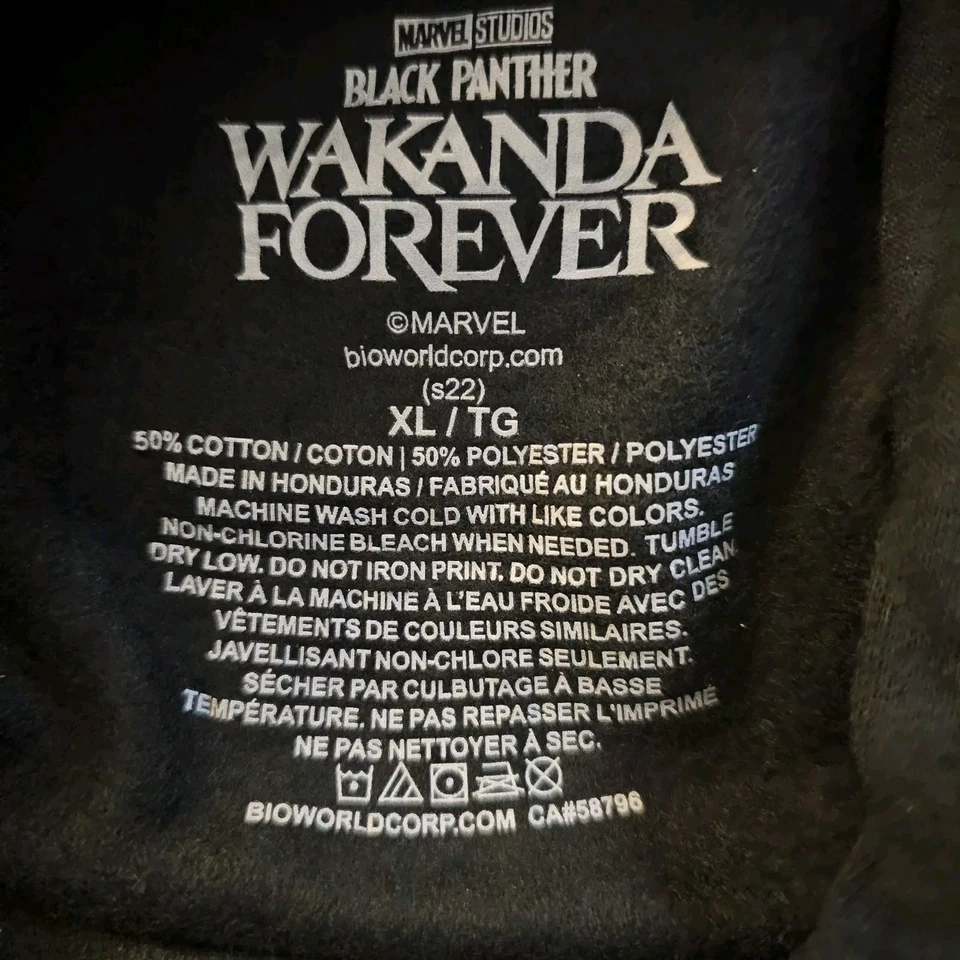 MARVEL STUDIOS
BLACK PANTHER
WAKANDA
FOREVER
©MARVEL
bioworldcorp.com
(s22)
XL / TG
50% COTTON / COTON | 50% POLYESTER / POLYESTER
MADE IN HONDURAS / FABRIQUÉ AU HONDURAS
MACHINE WASH COLD WITH LIKE COLORS.
NON-CHLORINE BLEACH WHEN NEEDED. TUMBLE
DRY LOW. DO NOT IRON PRINT. DO NOT DRY CLEAN.
LAVER À LA MACHINE À L'EAU FROIDE AVEC DES
VÊTEMENTS DE COULEURS SIMILAIRES.
JAVELLISANT NON-CHLORE SEULEMENT.
SÉCHER PAR CULBUTAGE À BASSE
TEMPÉRATURE. NE PAS REPASSER L'IMPRIMÉ
NE PAS NETTOYER À SEC.
BIOWORLDCORP.COM CA#58796